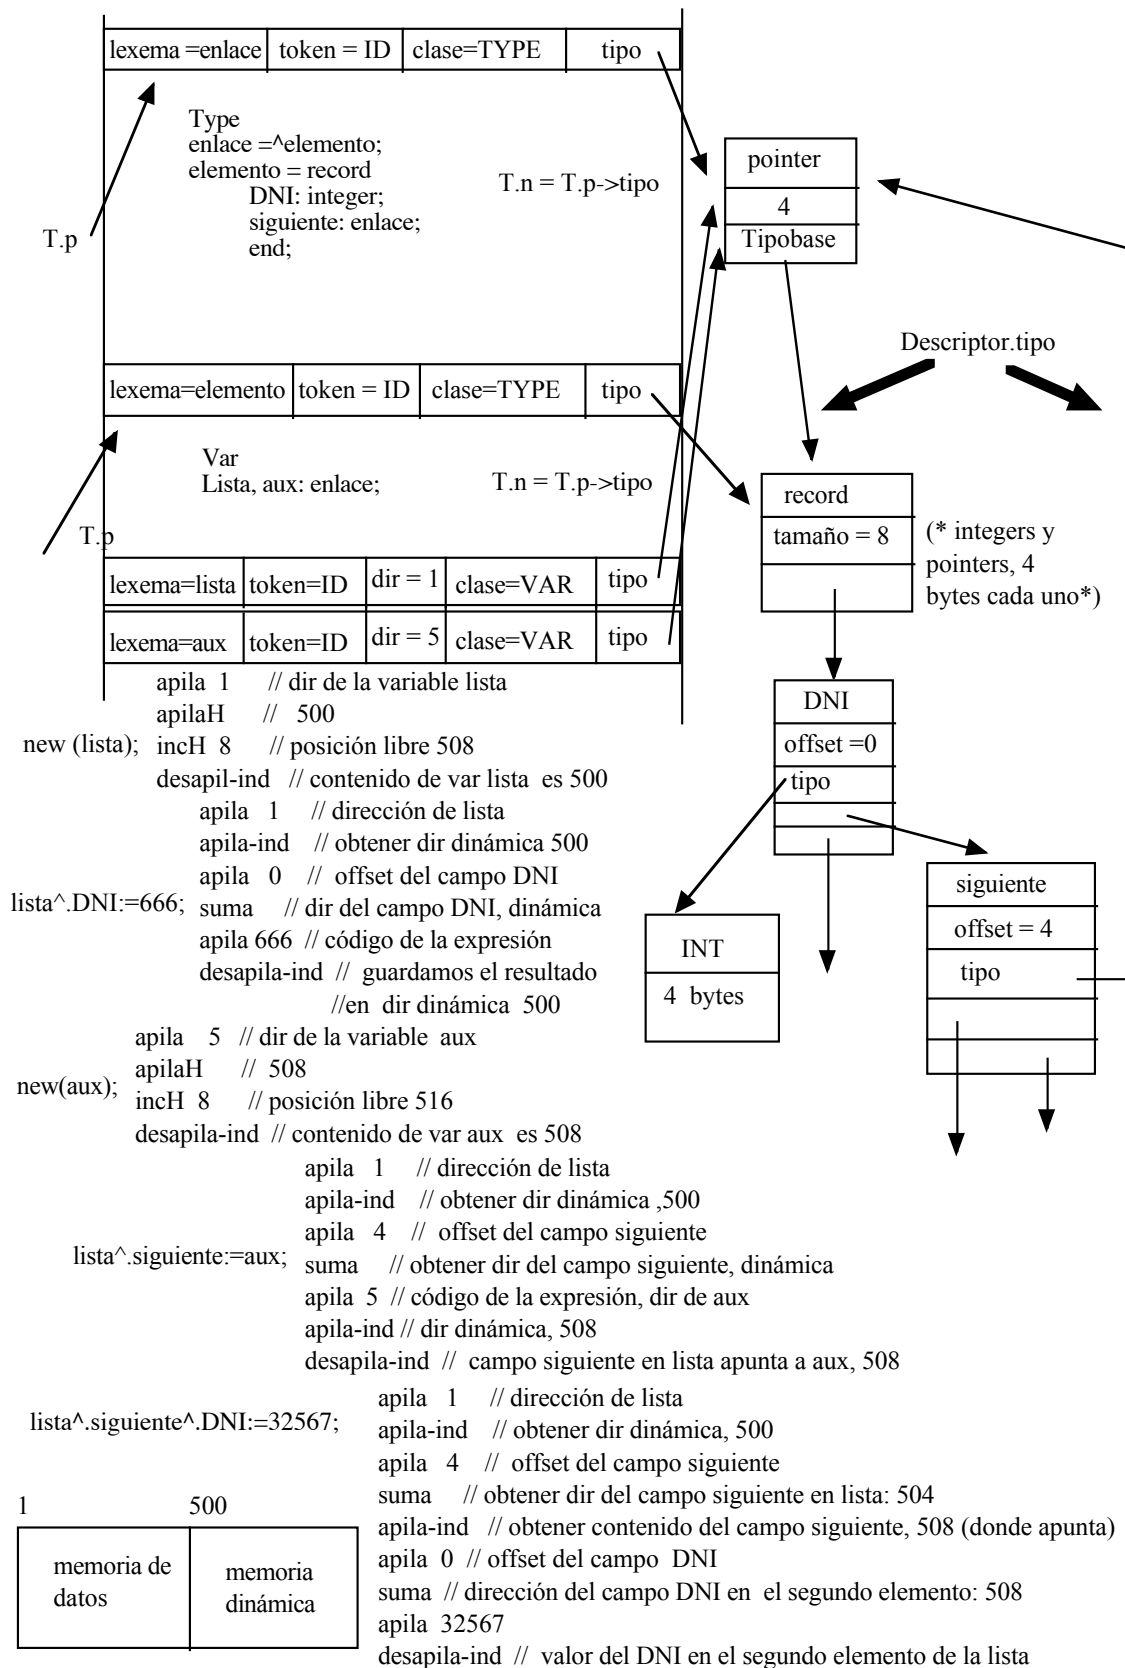 lexema =enlace token = ID clase=TYPE tipo
Type
enlace =^elemento;
elemento = record
DNI: integer;
siguiente: enlace;
end;
T.n = T.p->tipo
T.p
pointer
4
Tipobase
Descriptor.tipo
lexema=elemento token = ID clase=TYPE tipo
Var
Lista, aux: enlace;
T.n = T.p->tipo
T.p
record
tamaño = 8
(* integers y
pointers, 4
bytes cada uno*)
lexema=lista token=ID dir = 1 clase=VAR tipo
lexema=aux token=ID dir = 5 clase=VAR tipo
DNI
offset =0
tipo
siguiente
offset = 4
tipo
INT
4 bytes
new (lista);
apila 1 // dir de la variable lista
apilaH // 500
incH 8 // posición libre 508
desapil-ind // contenido de var lista es 500
lista^.DNI:=666;
apila 1 // dirección de lista
apila-ind // obtener dir dinámica 500
apila 0 // offset del campo DNI
suma // dir del campo DNI, dinámica
apila 666 // código de la expresión
desapila-ind // guardamos el resultado
//en dir dinámica 500
new(aux);
apila 5 // dir de la variable aux
apilaH // 508
incH 8 // posición libre 516
desapila-ind // contenido de var aux es 508
lista^.siguiente:=aux;
apila 1 // dirección de lista
apila-ind // obtener dir dinámica ,500
apila 4 // offset del campo siguiente
suma // obtener dir del campo siguiente, dinámica
apila 5 // código de la expresión, dir de aux
apila-ind // dir dinámica, 508
desapila-ind // campo siguiente en lista apunta a aux, 508
lista^.siguiente^.DNI:=32567;
apila 1 // dirección de lista
apila-ind // obtener dir dinámica, 500
apila 4 // offset del campo siguiente
suma // obtener dir del campo siguiente en lista: 504
apila-ind // obtener contenido del campo siguiente, 508 (donde apunta)
apila 0 // offset del campo DNI
suma // dirección del campo DNI en el segundo elemento: 508
apila 32567
desapila-ind // valor del DNI en el segundo elemento de la lista
1 500
memoria de
datos
memoria
dinámica